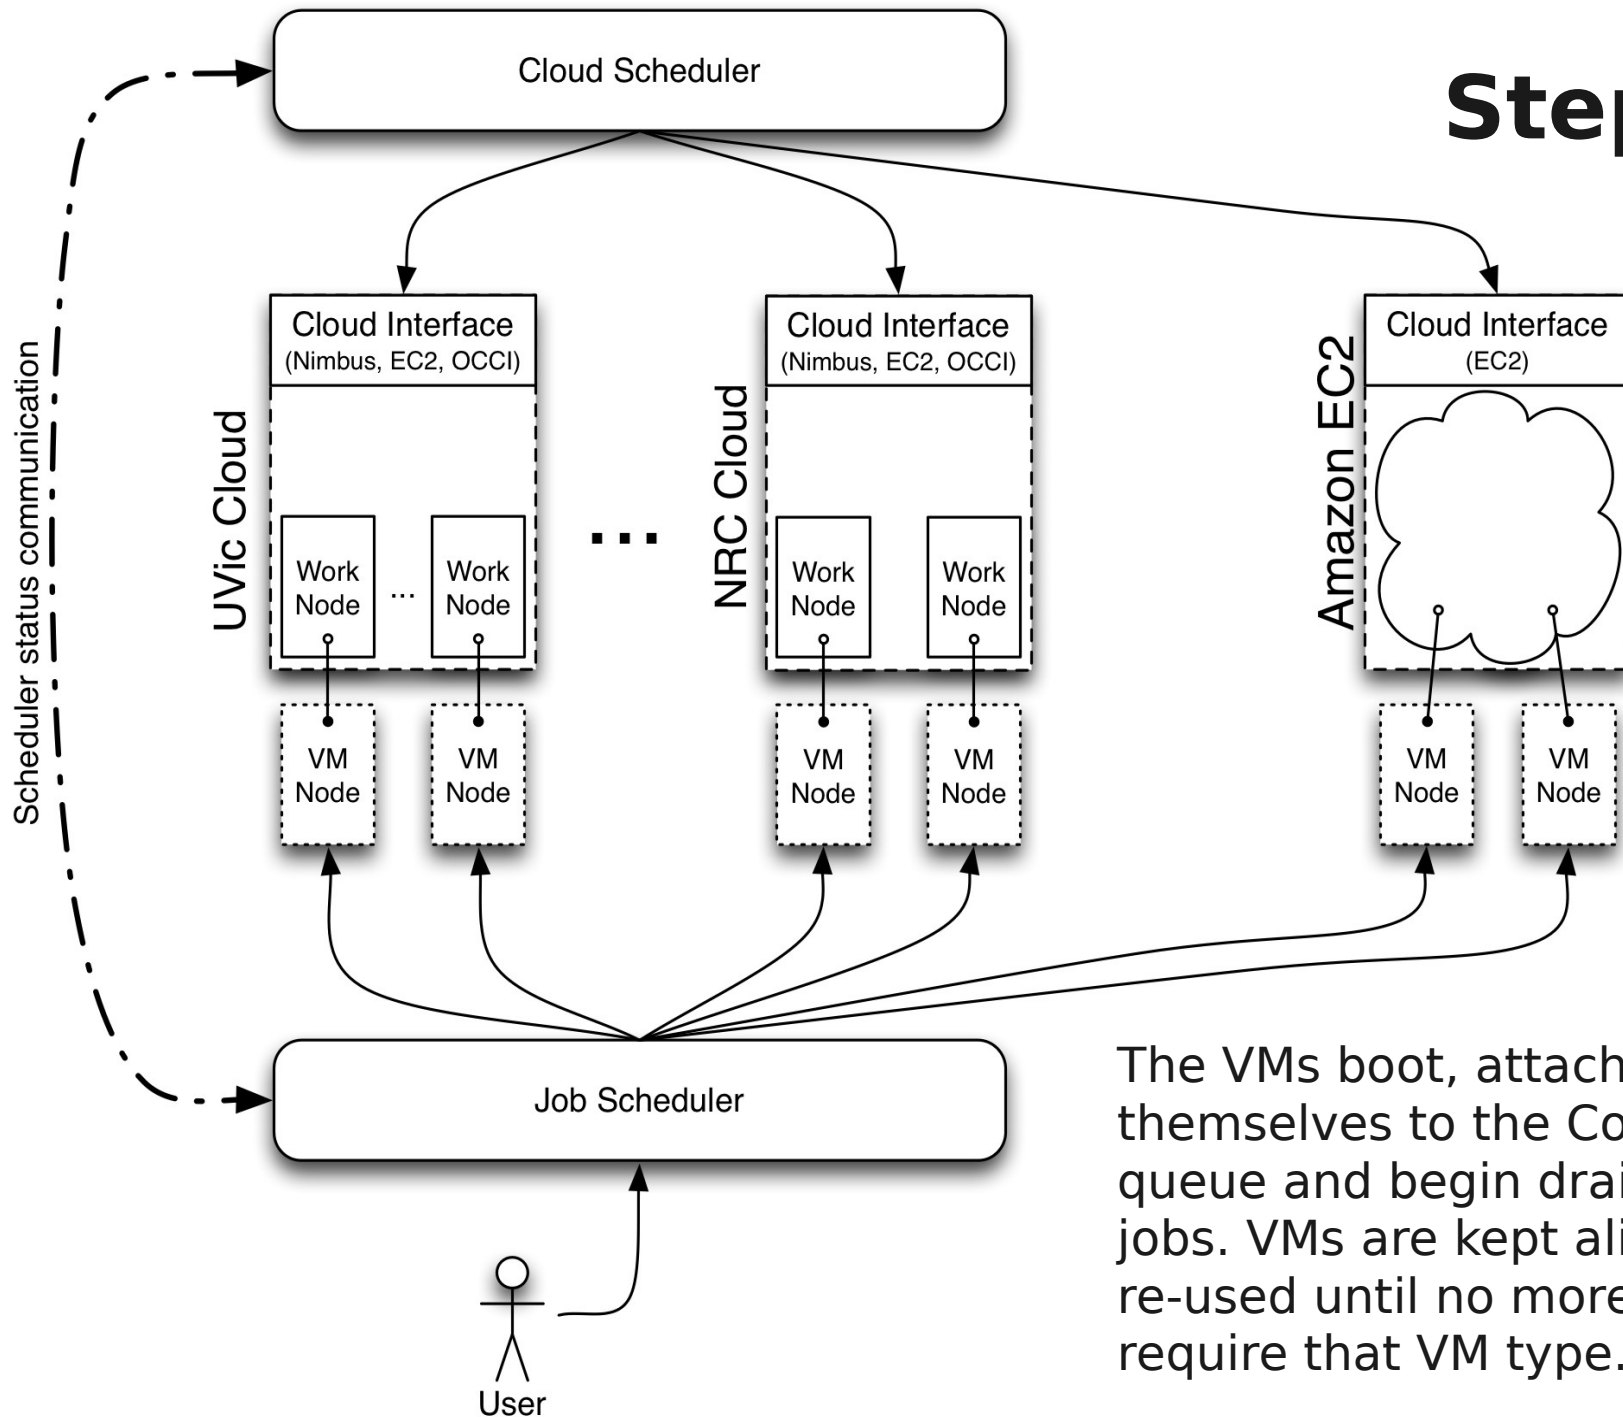 Cloud Scheduler
Step
Scheduler status communication
UVic Cloud
Cloud Interface
(Nimbus, EC2, OCCI)
Work
Node
...
Work
Node
VM
Node
VM
Node
...
NRC Cloud
Cloud Interface
(Nimbus, EC2, OCCI)
Work
Node
Work
Node
VM
Node
VM
Node
Amazon EC2
Cloud Interface
(EC2)
VM
Node
VM
Node
Job Scheduler
User
The VMs boot, attach
themselves to the Co
queue and begin drai
jobs. VMs are kept ali
re-used until no more
require that VM type.